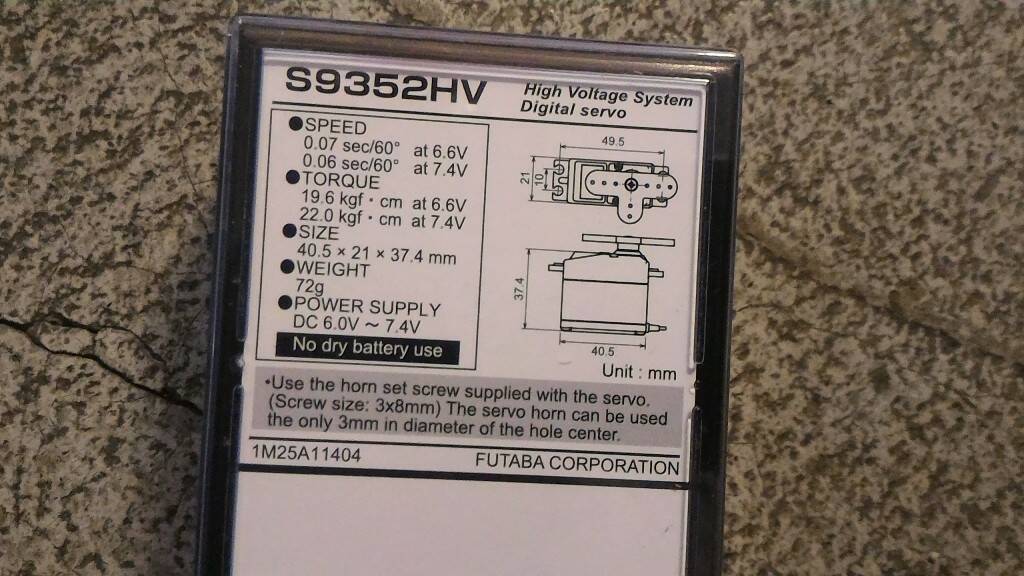 S9352HV
High Voltage System
Digital servo
●SPEED
0.07 sec/60° at 6.6V
0.06 sec/60° at 7.4V
●TORQUE
19.6 kgf・cm at 6.6V
22.0 kgf・cm at 7.4V
●SIZE
40.5 × 21 × 37.4 mm
●WEIGHT
72g
●POWER SUPPLY
DC 6.0V ~ 7.4V
No dry battery use
49.5
21
10
37.4
40.5
Unit : mm
・Use the horn set screw supplied with the servo.
(Screw size: 3x8mm) The servo horn can be used
the only 3mm in diameter of the hole center.
1M25A11404
FUTABA CORPORATION